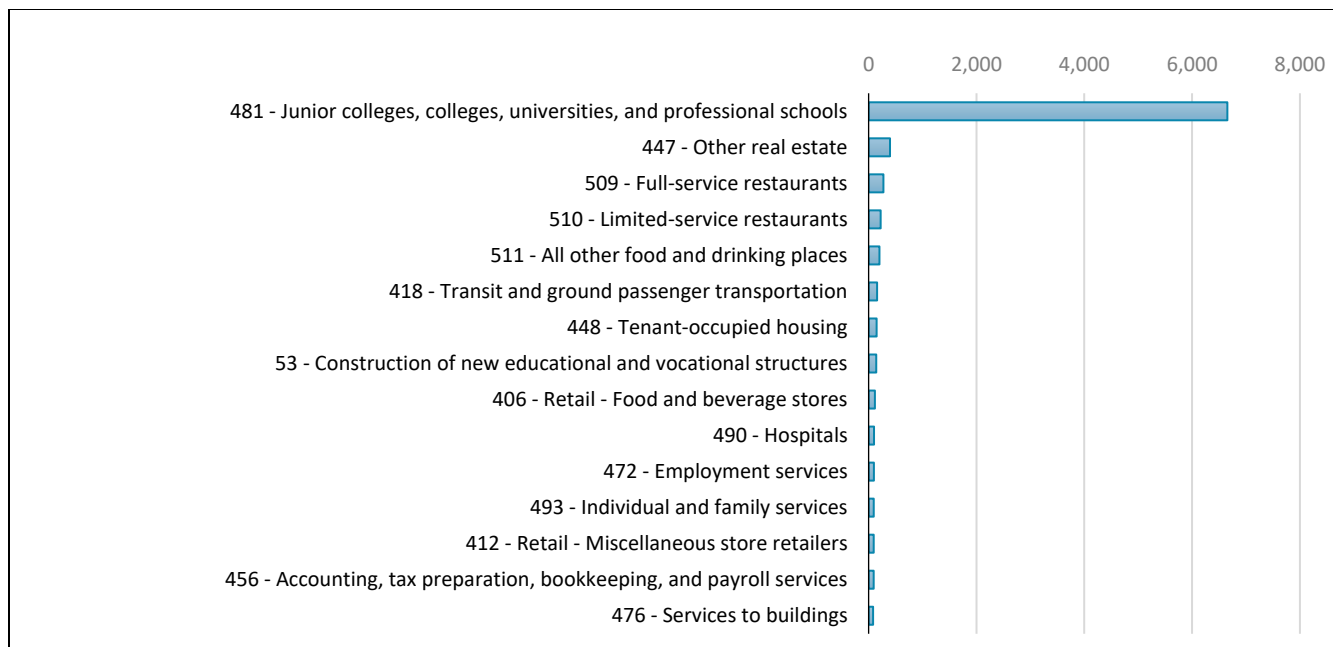 0 2,000 4,000 6,000 8,000
481 - Junior colleges, colleges, universities, and professional schools
447 - Other real estate
509 - Full-service restaurants
510 - Limited-service restaurants
511 - All other food and drinking places
418 - Transit and ground passenger transportation
448 - Tenant-occupied housing
53 - Construction of new educational and vocational structures
406 - Retail - Food and beverage stores
490 - Hospitals
472 - Employment services
493 - Individual and family services
412 - Retail - Miscellaneous store retailers
456 - Accounting, tax preparation, bookkeeping, and payroll services
476 - Services to buildings